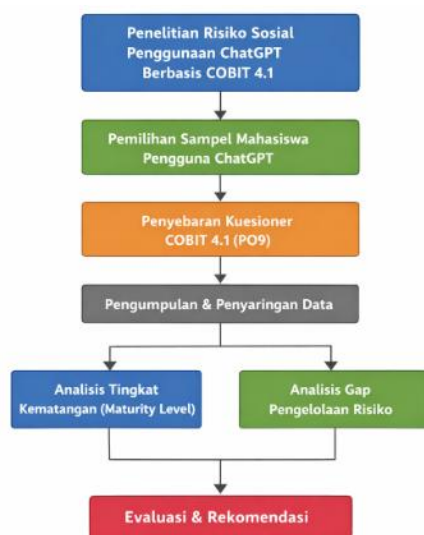 Penelitian Risiko Sosial
Penggunaan ChatGPT
Berbasis COBIT 4.1
Pemilihan Sampel Mahasiswa
Pengguna ChatGPT
Penyebaran Kuesioner
COBIT 4.1 (PO9)
Pengumpulan & Penyaringan Data
Analisis Tingkat
Kematangan (Maturity Level)
Analisis Gap
Pengelolaan Risiko
Evaluasi & Rekomendasi